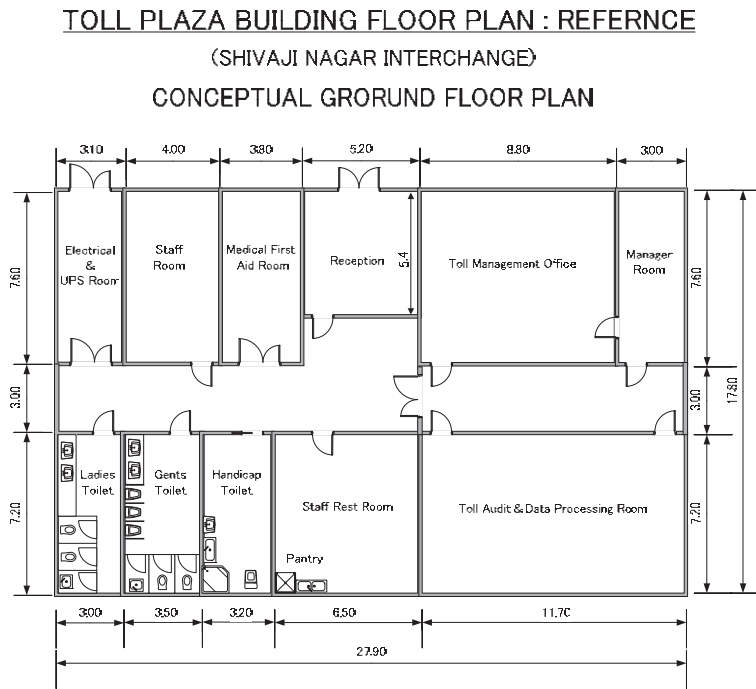 TOLL PLAZA BUILDING FLOOR PLAN : REFERNCE
(SHIVAJI NAGAR INTERCHANGE)
CONCEPTUAL GRORUND FLOOR PLAN
3.10
4.00
3.80
5.20
8.80
3.00
7.60
3.00
7.20
Electrical
&
UPS Room
Staff
Room
Medical First
Aid Room
Reception
5.4
Toll Management Office
Manager
Room
7.60
3.00
7.20
17.80
Ladies
Toilet
Gents
Toilet
Handicap
Toilet
Staff Rest Room
Pantry
Toll Audit & Data Processing Room
3.00
3.50
3.20
6.50
11.70
27.90